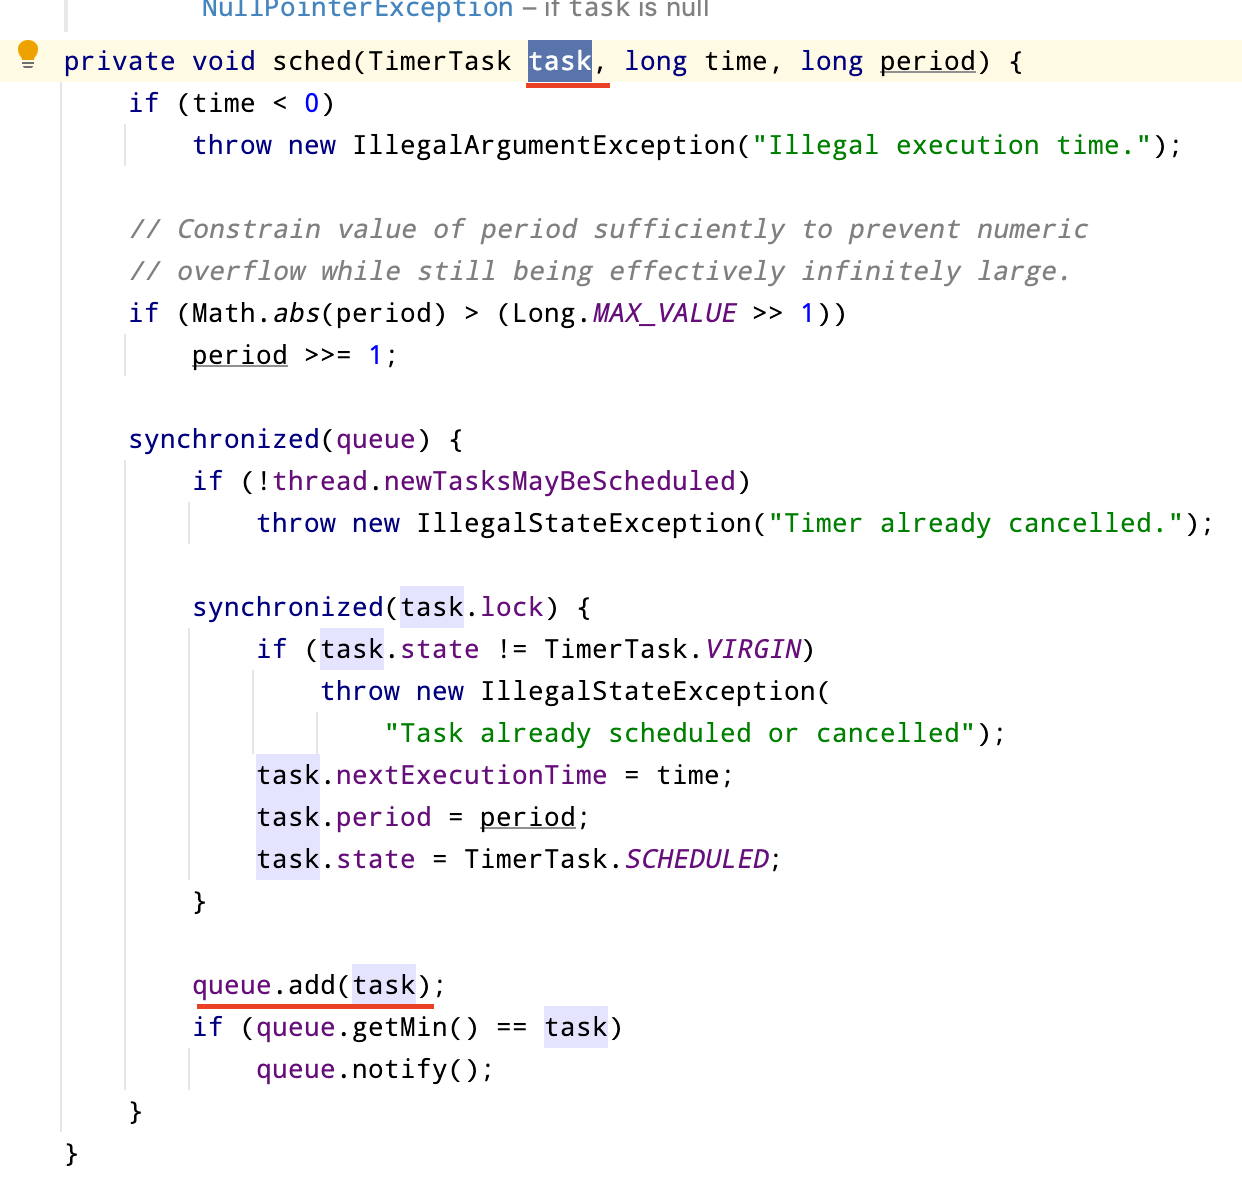 NullPointerException – if task is null
private void sched(TimerTask task, long time, long period) {
if (time < 0)
throw new IllegalArgumentException("Illegal execution time.");
// Constrain value of period sufficiently to prevent numeric
// overflow while still being effectively infinitely large.
if (Math.abs(period) > (Long.MAX_VALUE >> 1))
period >>= 1;
synchronized(queue) {
if (!thread.newTasksMayBeScheduled)
throw new IllegalStateException("Timer already cancelled.");
synchronized(task.lock) {
if (task.state != TimerTask.VIRGIN)
throw new IllegalStateException(
"Task already scheduled or cancelled");
task.nextExecutionTime = time;
task.period = period;
task.state = TimerTask.SCHEDULED;
}
queue.add(task);
if (queue.getMin() == task)
queue.notify();
}
}